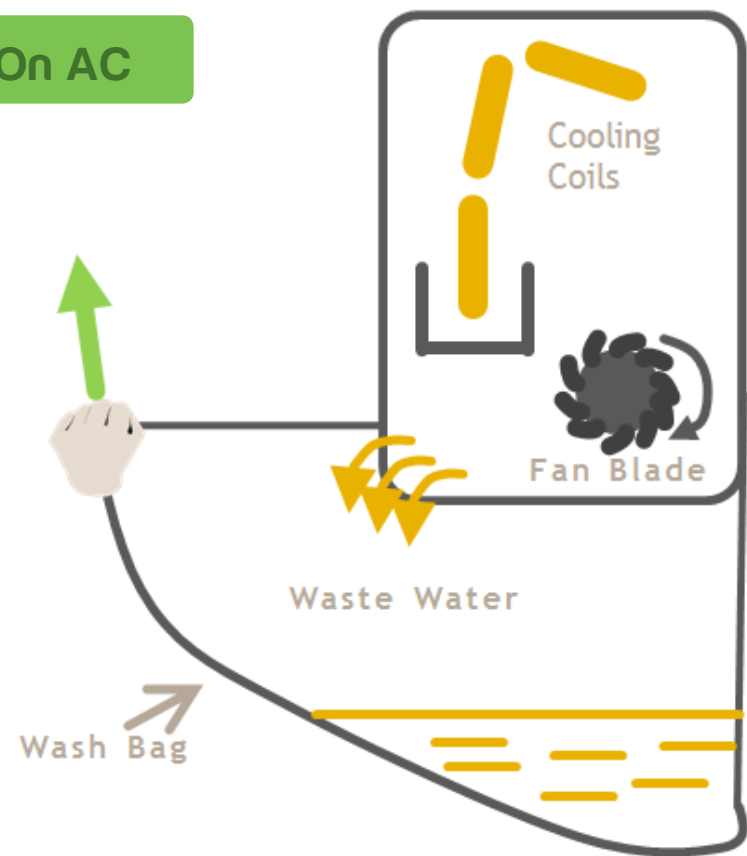 On AC
Cooling
Coils
Fan Blade
Waste Water
Wash Bag